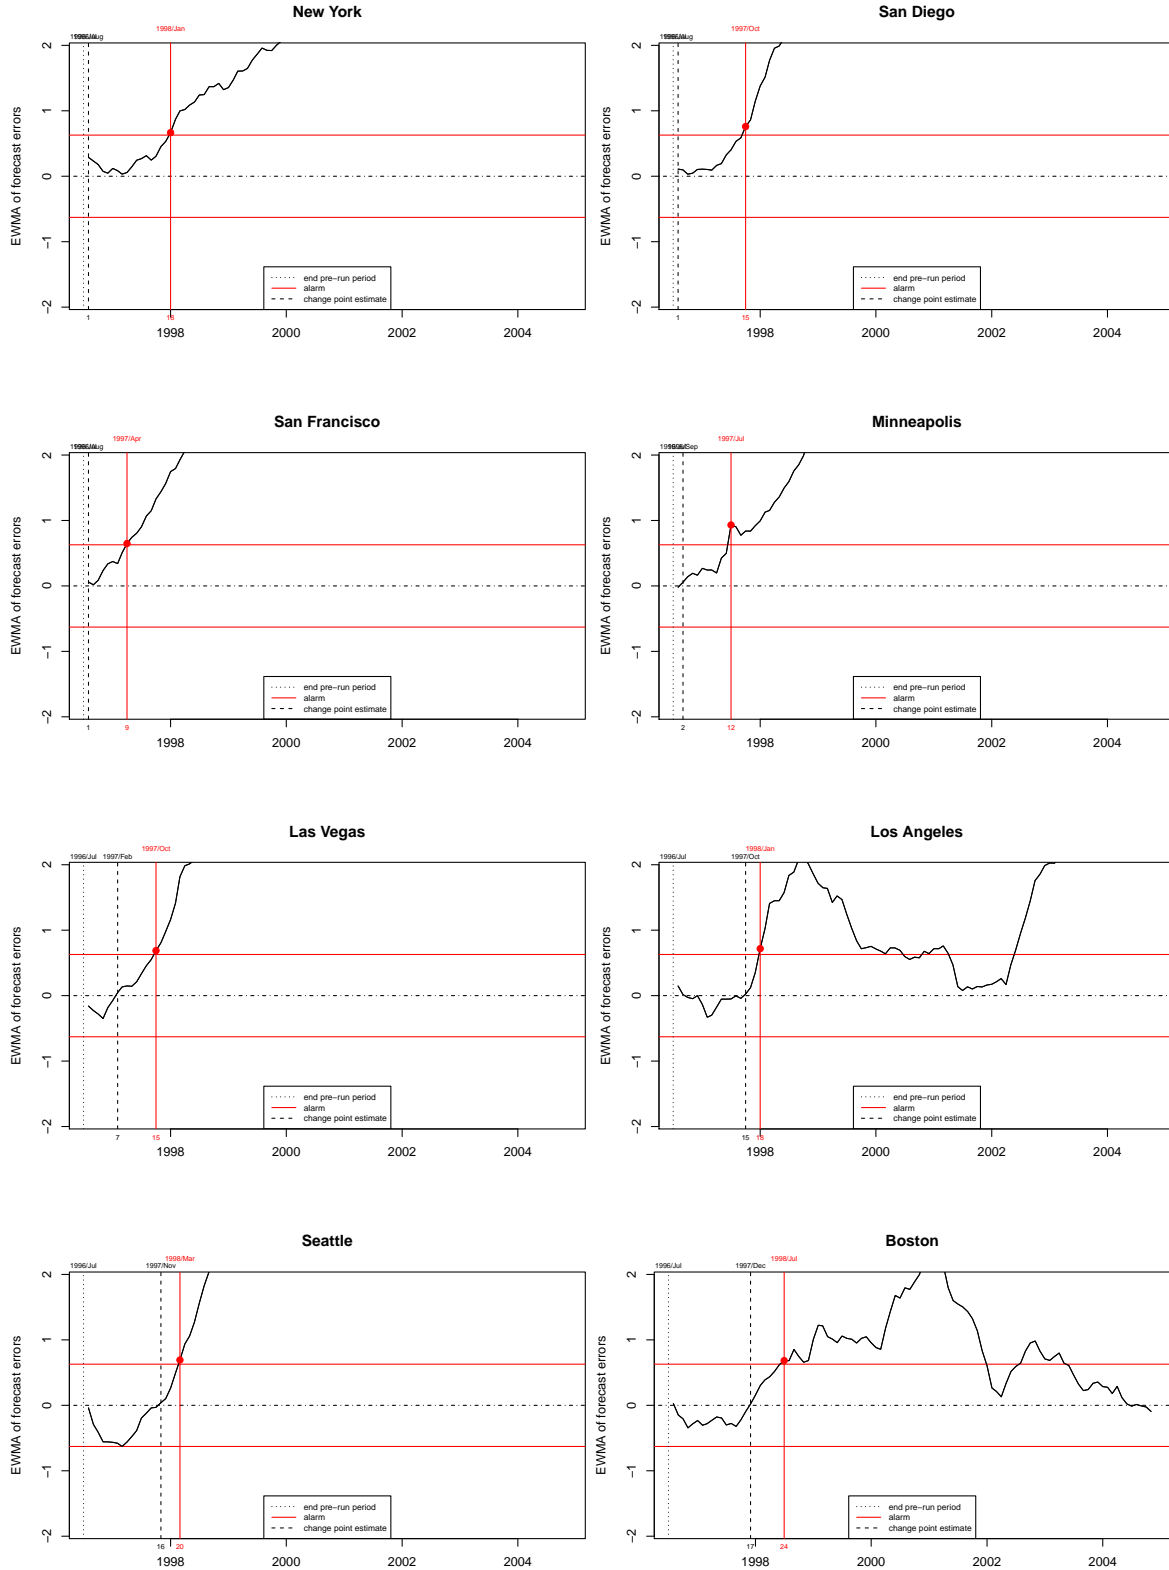 New York
1998/Jan
EWMA of forecast errors
2
1
0
−1
−2
end pre−run period
alarm
change point estimate
1
18
1998
2000
2002
2004
San Diego
1997/Oct
EWMA of forecast errors
2
1
0
−1
−2
end pre−run period
alarm
change point estimate
1
15
1998
2000
2002
2004
San Francisco
1997/Apr
EWMA of forecast errors
2
1
0
−1
−2
end pre−run period
alarm
change point estimate
1
9
1998
2000
2002
2004
Minneapolis
1997/Jul
EWMA of forecast errors
2
1
0
−1
−2
end pre−run period
alarm
change point estimate
2
12
1998
2000
2002
2004
Las Vegas
1997/Oct
1996/Jul
1997/Feb
EWMA of forecast errors
2
1
0
−1
−2
end pre−run period
alarm
change point estimate
7
15
1998
2000
2002
2004
Los Angeles
1998/Jan
1996/Jul
1997/Oct
EWMA of forecast errors
2
1
0
−1
−2
end pre−run period
alarm
change point estimate
15
18
1998
2000
2002
2004
Seattle
1998/Mar
1996/Jul
1997/Nov
EWMA of forecast errors
2
1
0
−1
−2
end pre−run period
alarm
change point estimate
16
20
1998
2000
2002
2004
Boston
1998/Jul
1996/Jul
1997/Dec
EWMA of forecast errors
2
1
0
−1
−2
end pre−run period
alarm
change point estimate
17
24
1998
2000
2002
2004